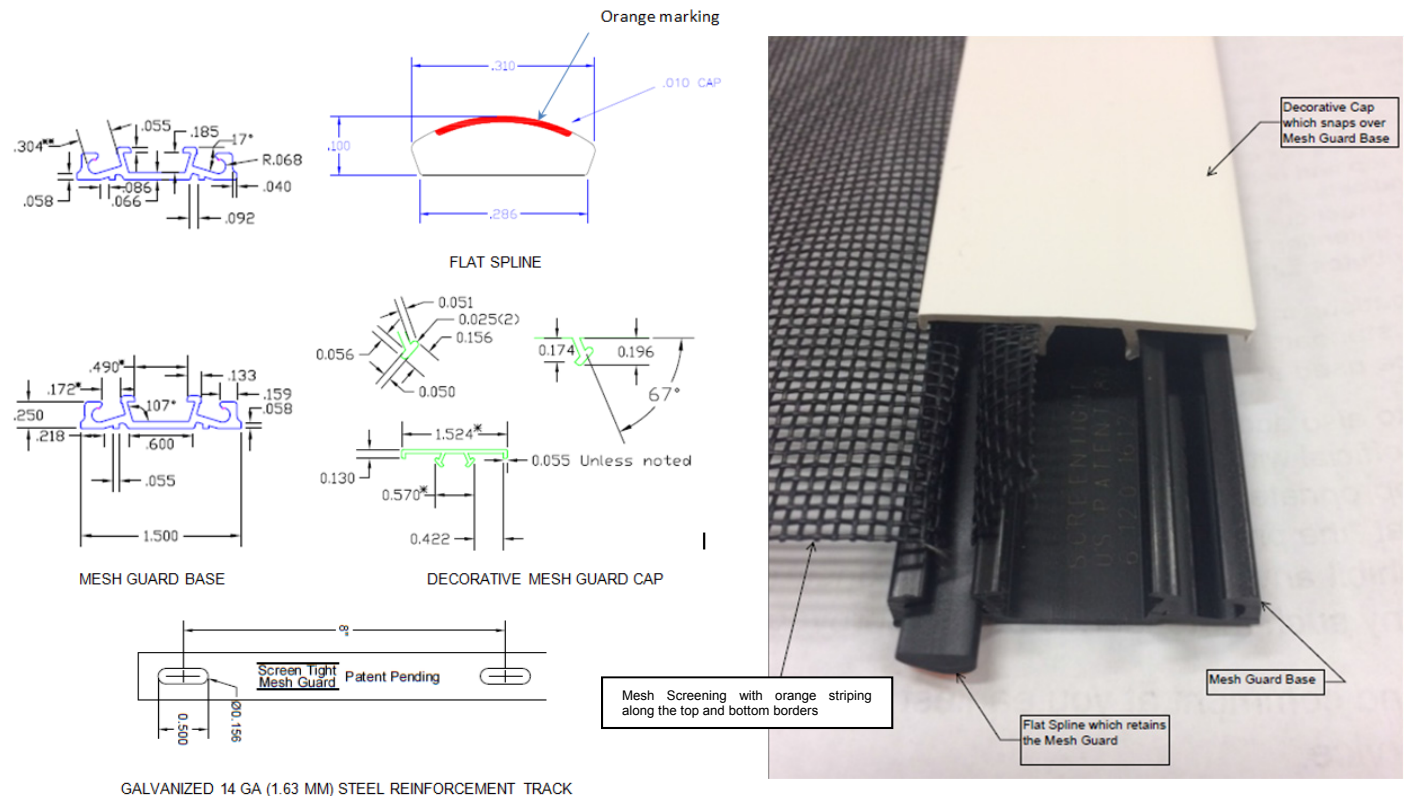 Orange marking
.310
.010 CAP
.100
.286
FLAT SPLINE
.304**
.055
.185
17°
R.068
.040
.058
.086
.066
.092
.490*
.172*
.133
.159
.058
.250
107°
.218
.600
.055
1.500
MESH GUARD BASE
0.051
0.025(2)
0.156
0.056
0.050
0.174
0.196
67°
1.524*
0.055 Unless noted
0.130
0.570*
0.422
DECORATIVE MESH GUARD CAP
8"
Screen Tight
Mesh Guard
Patent Pending
0.500
Ø0.156
GALVANIZED 14 GA (1.63 MM) STEEL REINFORCEMENT TRACK
Decorative Cap
which snaps over
Mesh Guard Base
SCREENTIGHT
US PATENT
Mesh Guard Base
Flat Spline which retains
the Mesh Guard
Mesh Screening with orange striping
along the top and bottom borders